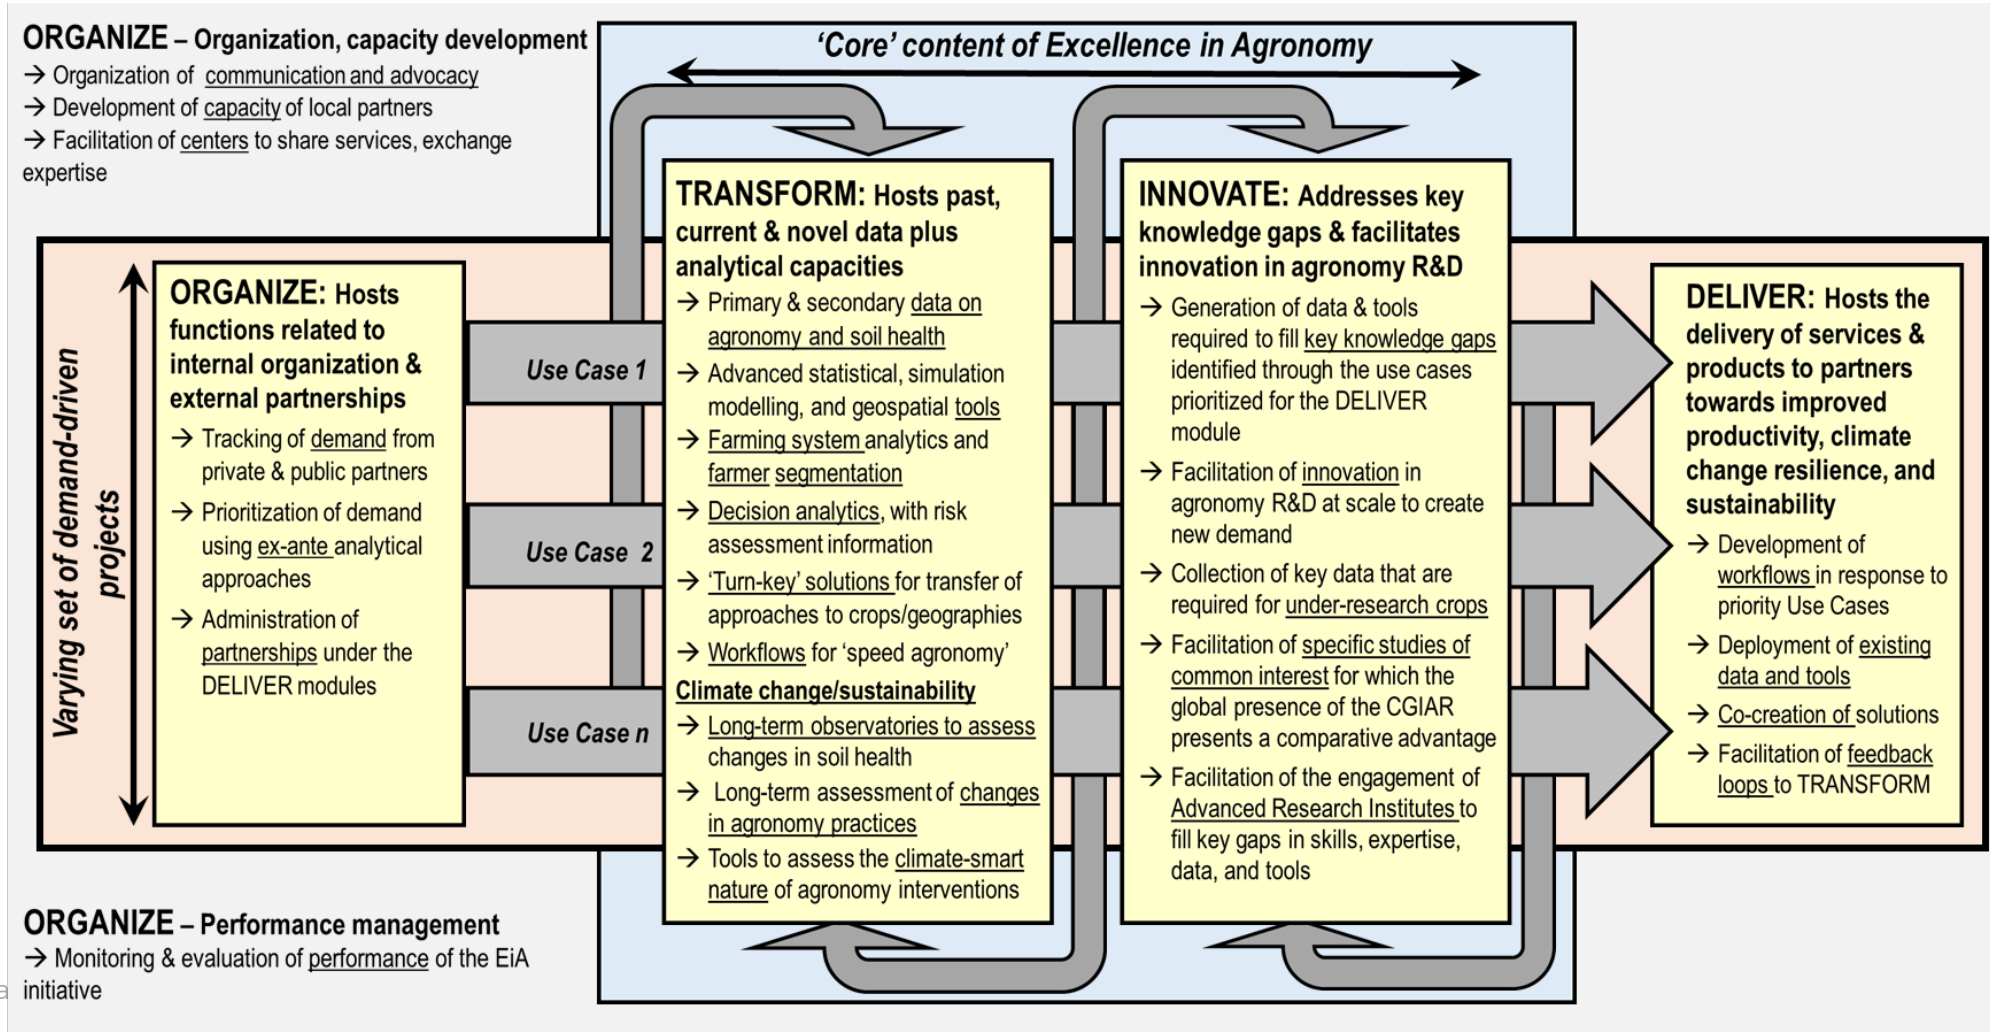 ORGANIZE – Organization, capacity development
→ Organization of communication and advocacy
→ Development of capacity of local partners
→ Facilitation of centers to share services, exchange
expertise
‘Core’ content of Excellence in Agronomy
Varying set of demand-driven
projects
ORGANIZE: Hosts
functions related to
internal organization &
external partnerships
→ Tracking of demand from
private & public partners
→ Prioritization of demand
using ex-ante analytical
approaches
→ Administration of
partnerships under the
DELIVER modules
Use Case 1
Use Case 2
Use Case n
TRANSFORM: Hosts past,
current & novel data plus
analytical capacities
→ Primary & secondary data on
agronomy and soil health
→ Advanced statistical, simulation
modelling, and geospatial tools
→ Farming system analytics and
farmer segmentation
→ Decision analytics, with risk
assessment information
→ ‘Turn-key’ solutions for transfer of
approaches to crops/geographies
→ Workflows for ‘speed agronomy’
Climate change/sustainability
→ Long-term observatories to assess
changes in soil health
→ Long-term assessment of changes
in agronomy practices
→ Tools to assess the climate-smart
nature of agronomy interventions
INNOVATE: Addresses key
knowledge gaps & facilitates
innovation in agronomy R&D
→ Generation of data & tools
required to fill key knowledge gaps
identified through the use cases
prioritized for the DELIVER
module
→ Facilitation of innovation in
agronomy R&D at scale to create
new demand
→ Collection of key data that are
required for under-research crops
→ Facilitation of specific studies of
common interest for which the
global presence of the CGIAR
presents a comparative advantage
→ Facilitation of the engagement of
Advanced Research Institutes to
fill key gaps in skills, expertise,
data, and tools
DELIVER: Hosts the
delivery of services &
products to partners
towards improved
productivity, climate
change resilience, and
sustainability
→ Development of
workflows in response to
priority Use Cases
→ Deployment of existing
data and tools
→ Co-creation of solutions
→ Facilitation of feedback
loops to TRANSFORM
ORGANIZE – Performance management
→ Monitoring & evaluation of performance of the EiA
initiative